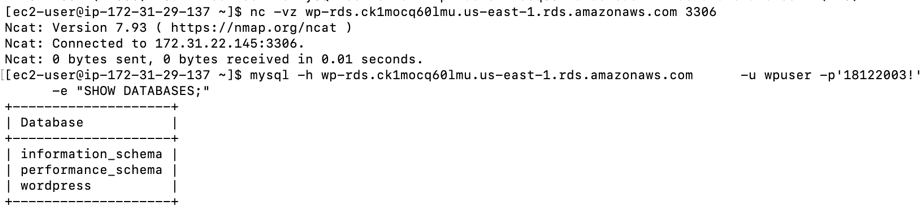 [ec2-user@ip-172-31-29-137 ~]$ nc -vz wp-rds.ck1mocq60lmu.us-east-1.rds.amazonaws.com 3306
Ncat: Version 7.93 ( https://nmap.org/ncat )
Ncat: Connected to 172.31.22.145:3306.
Ncat: 0 bytes sent, 0 bytes received in 0.01 seconds.
[[ec2-user@ip-172-31-29-137 ~]$ mysql -h wp-rds.ck1mocq60lmu.us-east-1.rds.amazonaws.com      -u wpuser -p'18122003!'
      -e "SHOW DATABASES;"
+--------------------+
| Database           |
+--------------------+
| information_schema |
| performance_schema |
| wordpress          |
+--------------------+